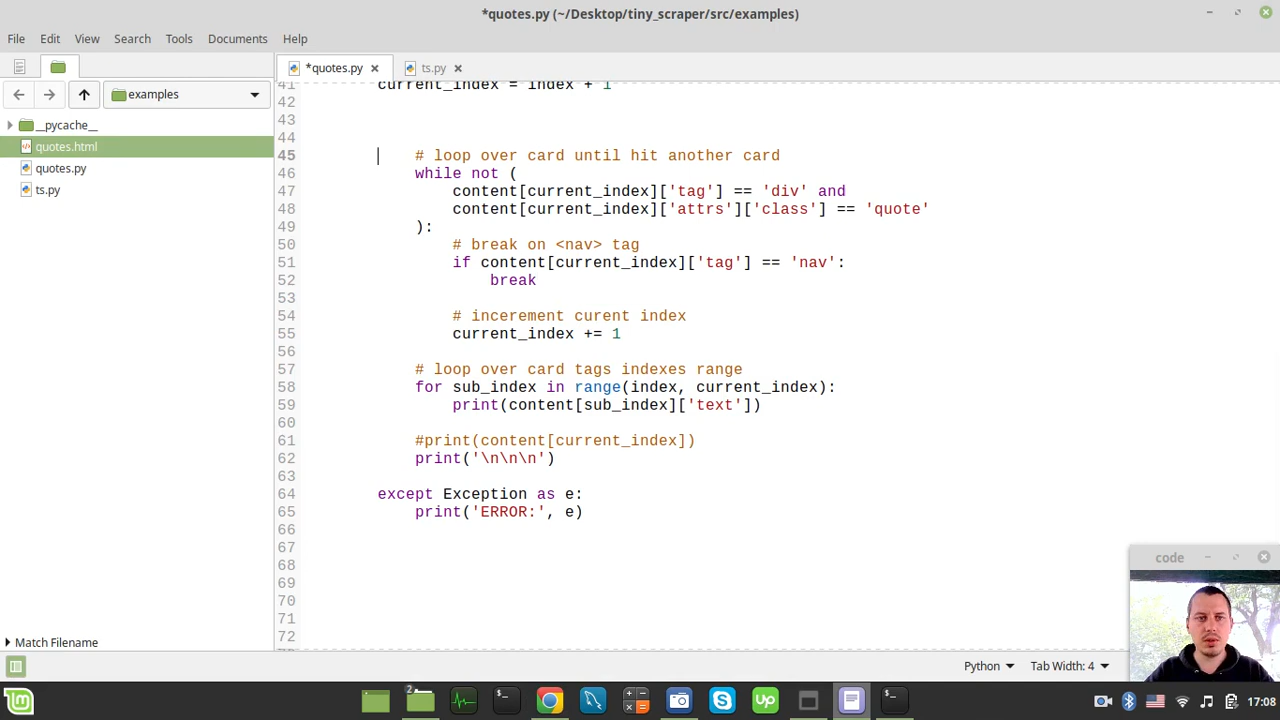 *quotes.py (~/Desktop/tiny_scraper/src/examples)
File Edit View Search Tools Documents Help
*quotes.py ts.py
examples
__pycache__
quotes.html
quotes.py
ts.py
Match Filename
41 current_index = index + 1
42
43
44
45 # loop over card until hit another card
46 while not (
47 content[current_index]['tag'] == 'div' and
48 content[current_index]['attrs']['class'] == 'quote'
49 ):
50 # break on <nav> tag
51 if content[current_index]['tag'] == 'nav':
52 break
53
54 # incerement curent index
55 current_index += 1
56
57 # loop over card tags indexes range
58 for sub_index in range(index, current_index):
59 print(content[sub_index]['text'])
60
61 #print(content[current_index])
62 print('\n\n\n')
63
64 except Exception as e:
65 print('ERROR:', e)
66
67
68
69
70
71
72
code
Python Tab Width: 4
2 Up 17:08